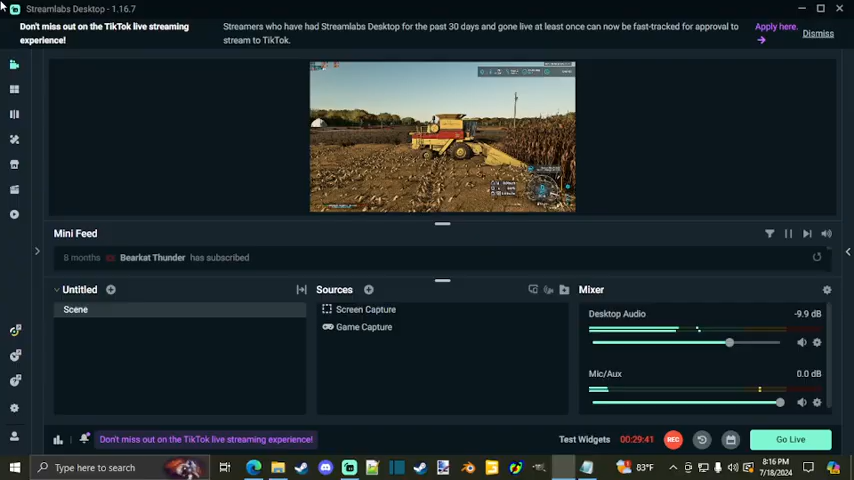 Streamlabs Desktop - 1.16.7
Don't miss out on the TikTok live streaming
experience!
Streamers who have had Streamlabs Desktop for the past 30 days and gone live at least once can now be fast-tracked for approval to
stream to TikTok.
Apply here.
Dismiss
Mini Feed
8 months Bearkat Thunder has subscribed
Untitled
Sources
Mixer
Scene
Screen Capture
Game Capture
Desktop Audio -9.9 dB
Mic/Aux 0.0 dB
Don't miss out on the TikTok live streaming experience!
Test Widgets 00:29:41 REC
Go Live
Type here to search
83°F
8:16 PM
7/18/2024